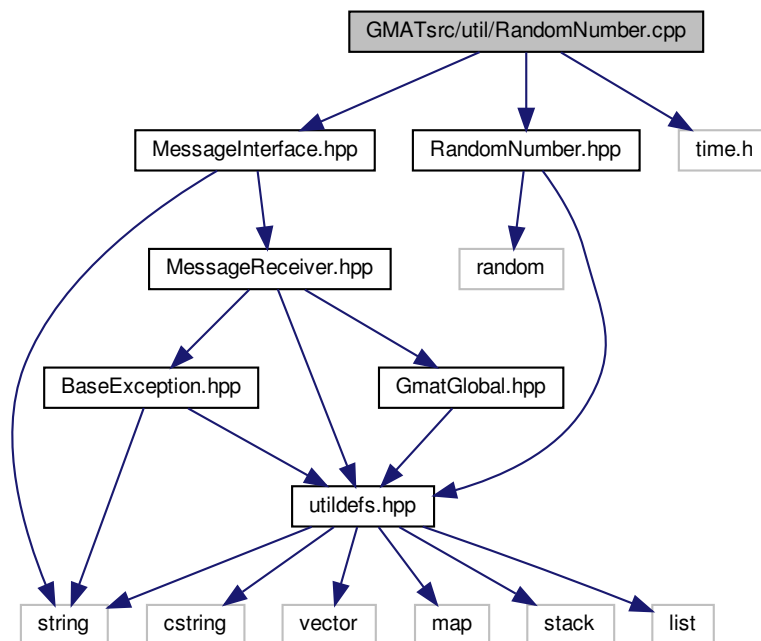 GMATsrc/util/RandomNumber.cpp
MessageInterface.hpp
RandomNumber.hpp
time.h
MessageReceiver.hpp
random
BaseException.hpp
GmatGlobal.hpp
utildefs.hpp
string
cstring
vector
map
stack
list